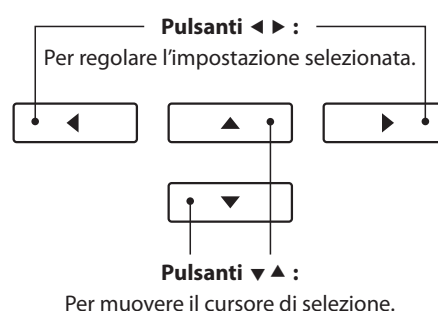 Pulsanti ◀ ▶ :
Per regolare l'impostazione selezionata.
Pulsanti ▼ ▲ :
Per muovere il cursore di selezione.